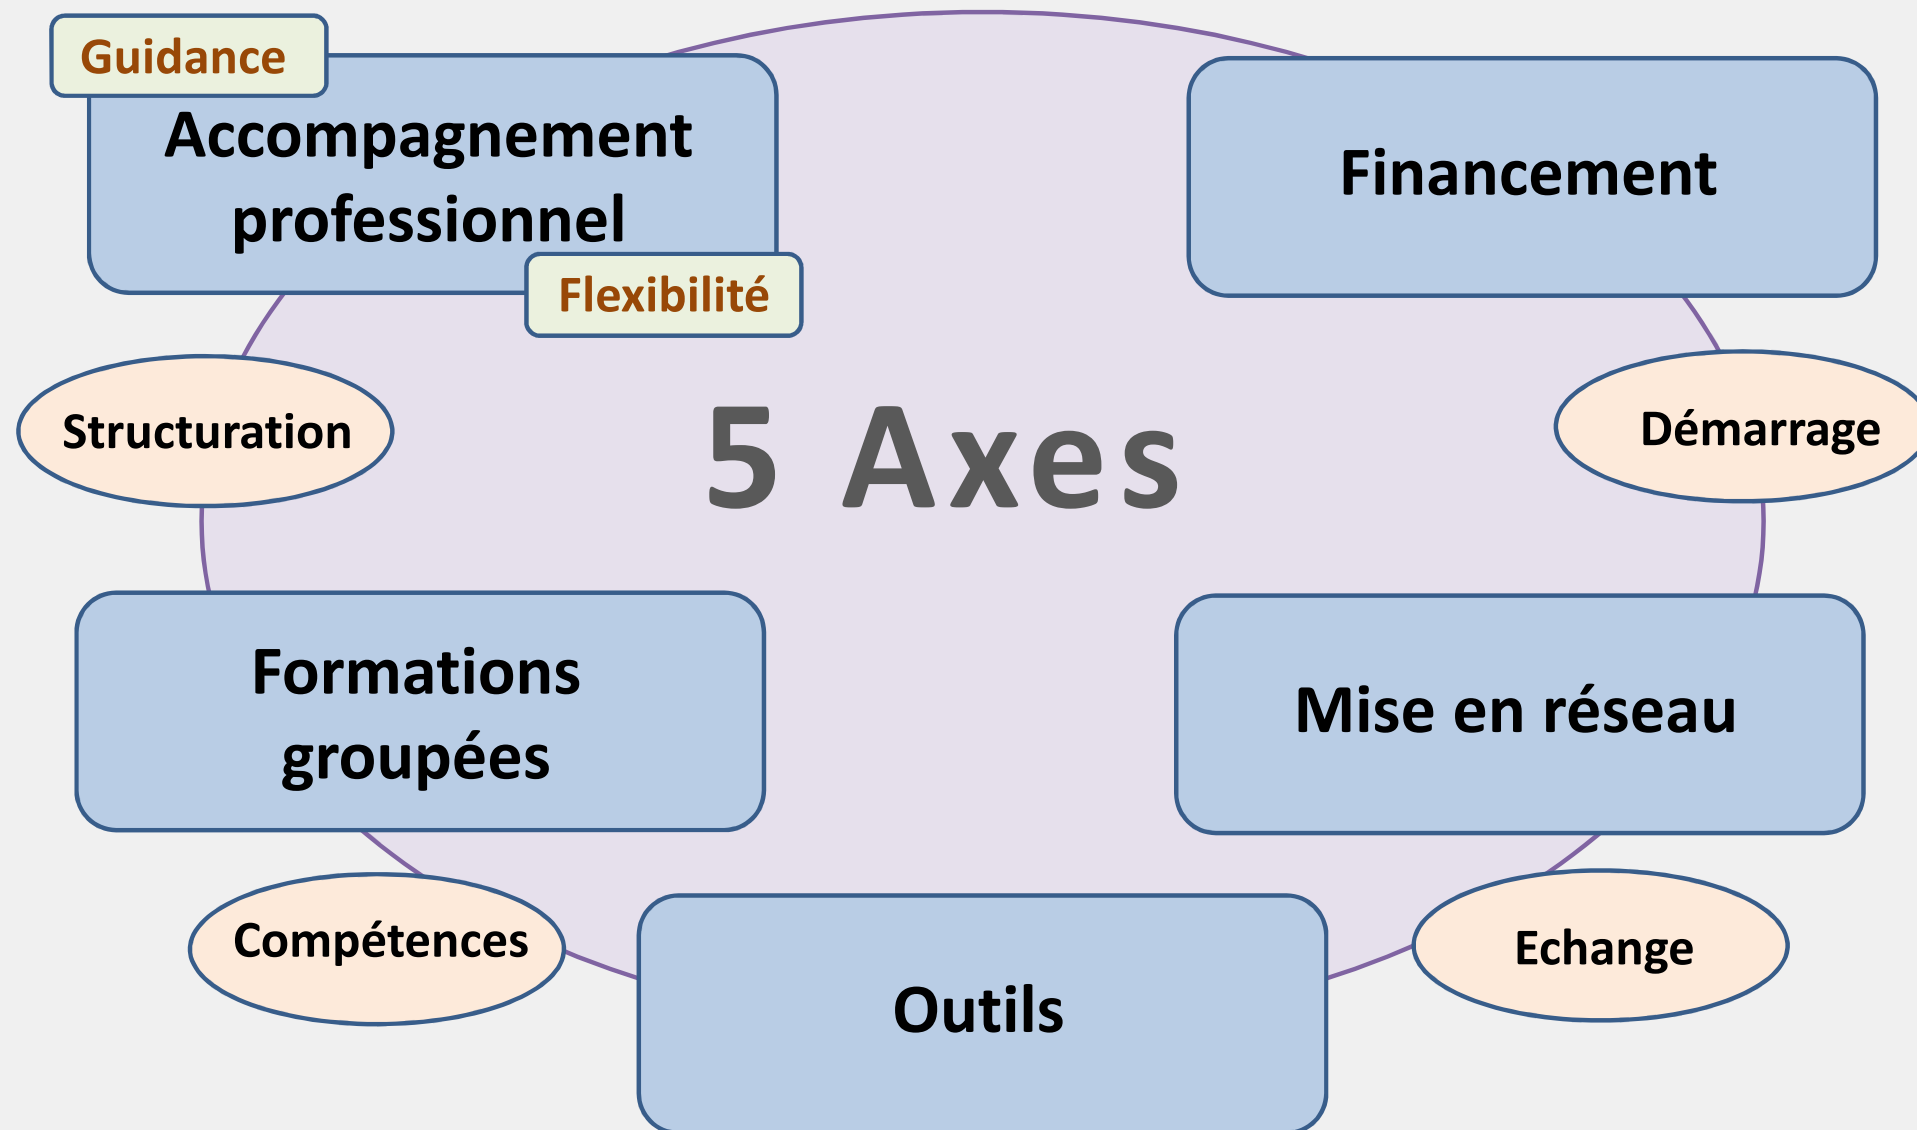 Guidance
Accompagnement
professionnel
Flexibilité
Financement
Structuration
5 Axes
Démarrage
Formations
groupées
Mise en réseau
Compétences
Outils
Echange